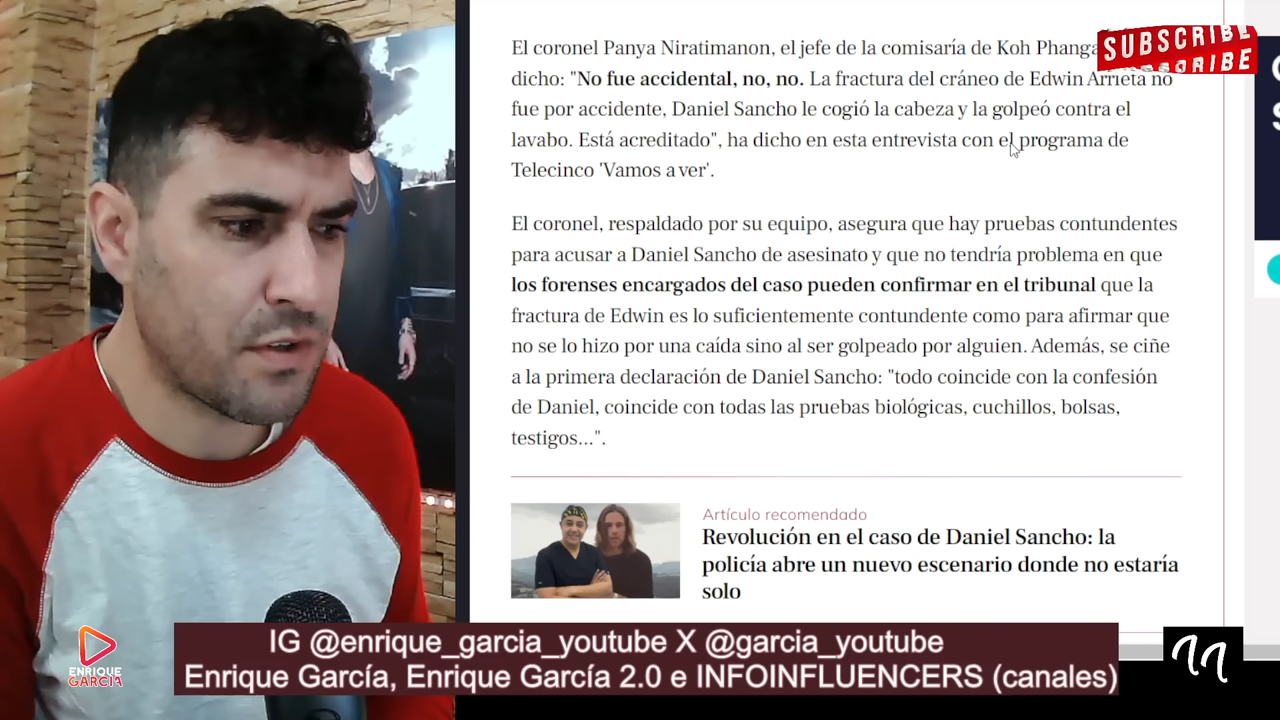 El coronel Panya Niratimanon, el jefe de la comisaría de Koh
dicho: "No fue accidental, no, no. La fractura del cráneo de Edwin Arrieta no
fue por accidente, Daniel Sancho le cogió la cabeza y la golpeó contra el
lavabo. Está acreditado", ha dicho en esta entrevista con el programa de
Telecinco 'Vamos a ver'.
El coronel, respaldado por su equipo, asegura que hay pruebas contundentes
para acusar a Daniel Sancho de asesinato y que no tendría problema en que
los forenses encargados del caso pueden confirmar en el tribunal que la
fractura de Edwin es lo suficientemente contundente como para afirmar que
no se lo hizo por una caída sino al ser golpeado por alguien. Además, se ciñe
a la primera declaración de Daniel Sancho: "todo coincide con la confesión
de Daniel, coincide con todas las pruebas biológicas, cuchillos, bolsas,
testigos...".
Artículo recomendado
Revolución en el caso de Daniel Sancho: la
policía abre un nuevo escenario donde no estaría
solo
SUBSCRIBE
IG @enrique_garcia_youtube X @garcia_youtube
Enrique García, Enrique García 2.0 e INFOINFLUENCERS (canales)
ENRIQUE
GARCÍA